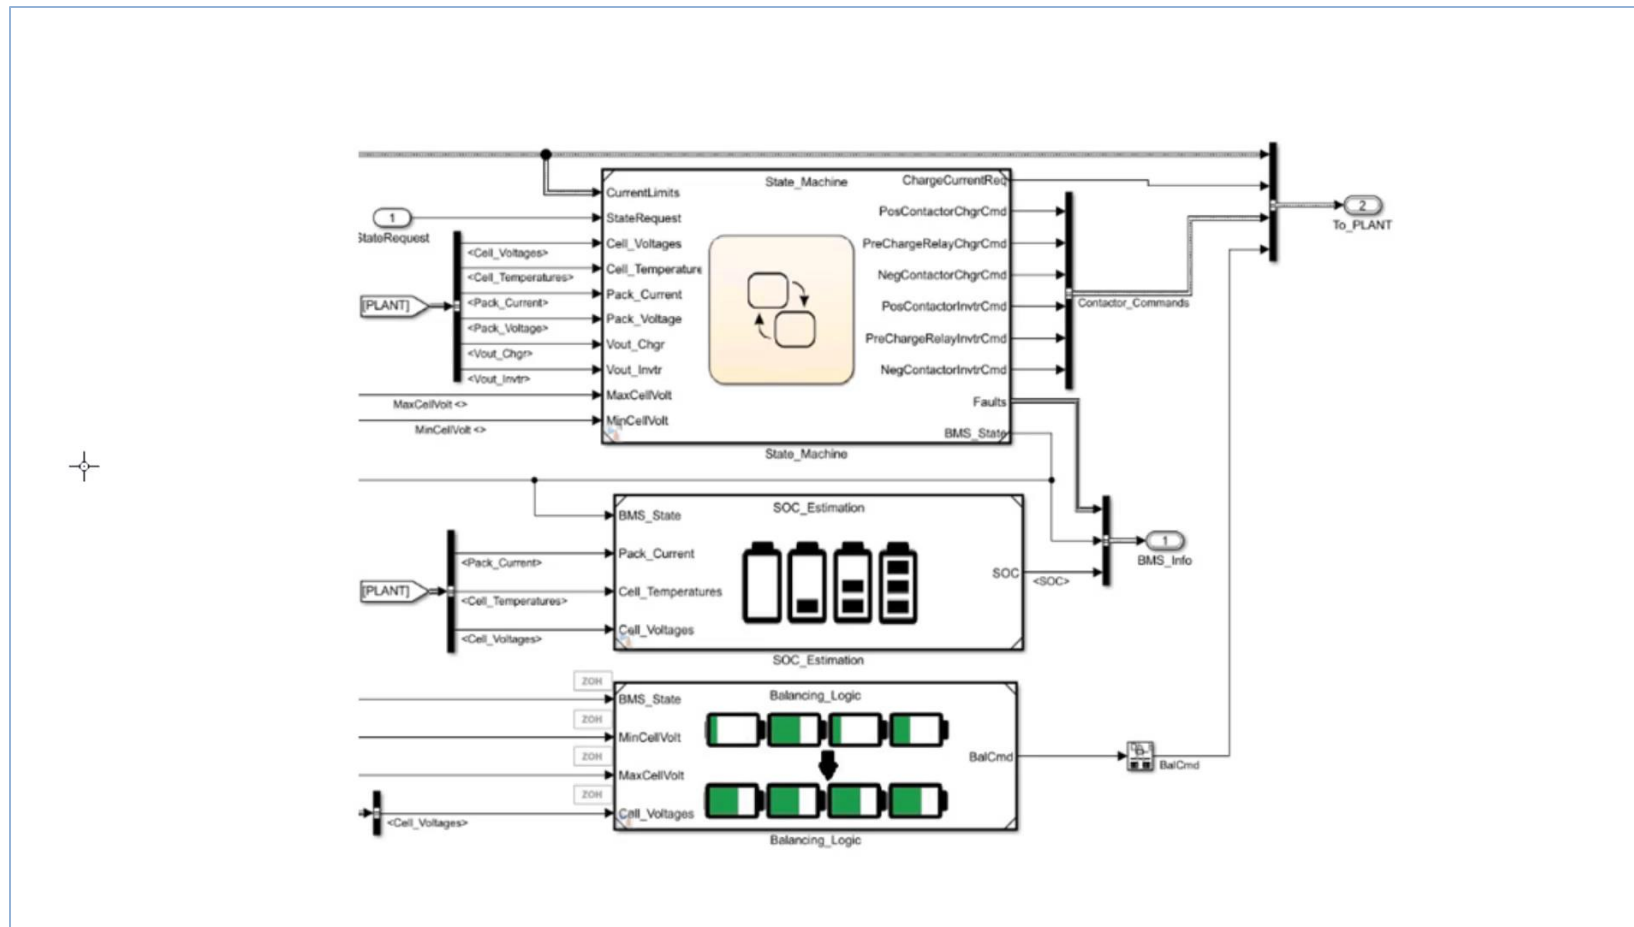 State_Machine
CurrentLimits
StateRequest
Cell_Voltages
Cell_Temperature
Pack_Current
Pack_Voltage
Vout_Chgr
Vout_Invtr
MaxCellVolt
MinCellVolt
ChargeCurrentReq
PosContactorChgrCmd
PreChargeRelayChgrCmd
NegContactorChgrCmd
PosContactorInvtrCmd
PreChargeRelayInvtrCmd
NegContactorInvtrCmd
Faults
BMS_State
State_Machine
1
StateRequest
[PLANT]
<Cell_Voltages>
<Cell_Temperatures>
<Pack_Current>
<Pack_Voltage>
<Vout_Chgr>
<Vout_Invtr>
MaxCellVolt <>
MinCellVolt <>
Contactor_Commands
2
To_PLANT
SOC_Estimation
BMS_State
Pack_Current
Cell_Temperatures
Cell_Voltages
SOC
SOC_Estimation
[PLANT]
<Pack_Current>
<Cell_Temperatures>
<Cell_Voltages>
<SOC>
1
BMS_Info
ZOH
ZOH
ZOH
ZOH
Balancing_Logic
BMS_State
MinCellVolt
MaxCellVolt
Cell_Voltages
BalCmd
Balancing_Logic
<Cell_Voltages>
BalCmd